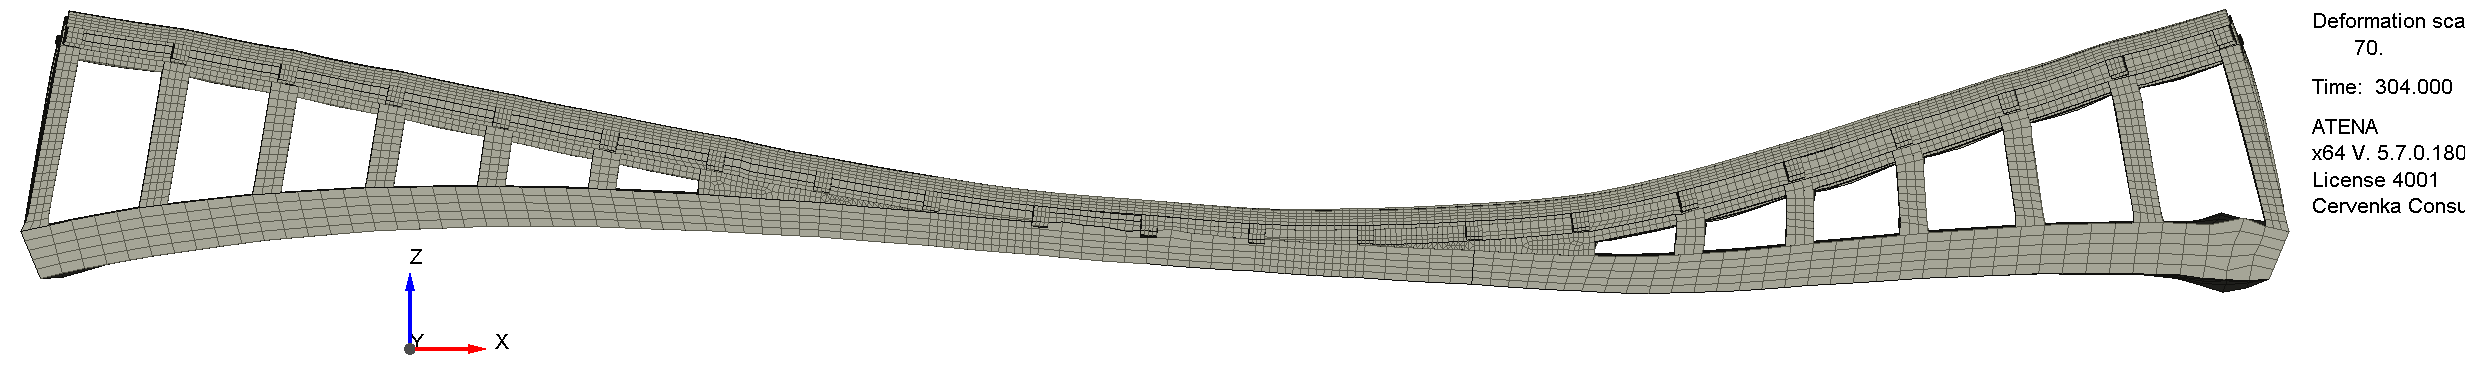 Deformation sca
70.
Time: 304.000
ATENA
x64 V. 5.7.0.180
License 4001
Cervenka Consu
Z
Y
X